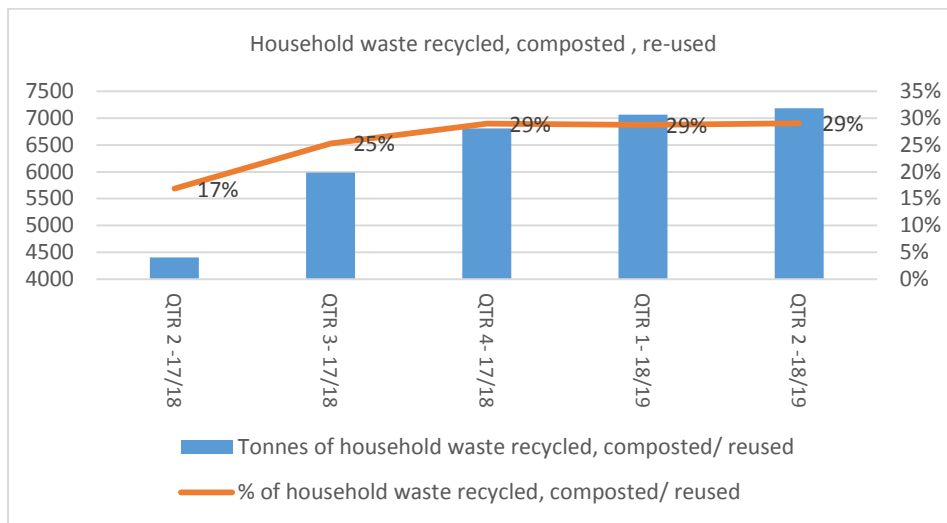 Household waste recycled, composted , re-used
7500
7000
6500
6000
5500
5000
4500
4000
35%
30%
25%
20%
15%
10%
5%
0%
17%
25%
29%
29%
29%
QTR 2 -17/18
QTR 3- 17/18
QTR 4- 17/18
QTR 1- 18/19
QTR 2 -18/19
Tonnes of household waste recycled, composted/ reused
% of household waste recycled, composted/ reused